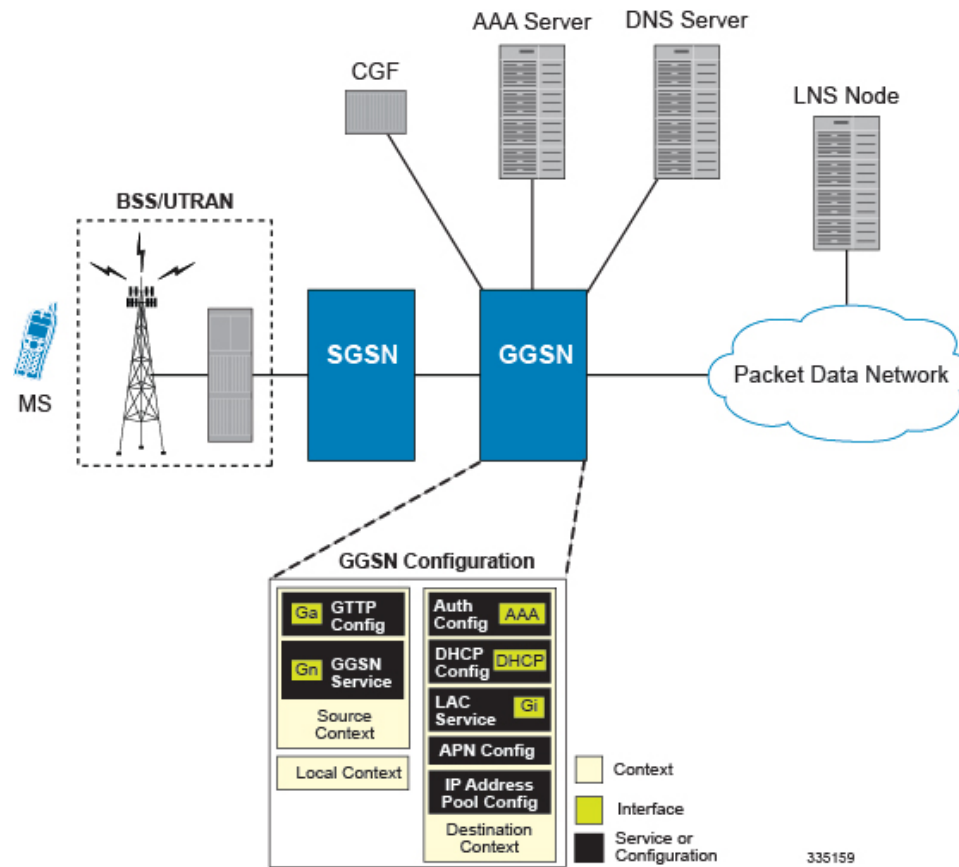 AAA Server
DNS Server
CGF
LNS Node
BSS/UTRAN
MS
SGSN
GGSN
Packet Data Network
GGSN Configuration
Ga
GTTP
Config
Gn
GGSN
Service
Source
Context
Local Context
Auth
Config
AAA
DHCP
Config
DHCP
LAC
Service
Gi
APN Config
IP Address
Pool Config
Destination
Context
Context
Interface
Service or
Configuration
335159